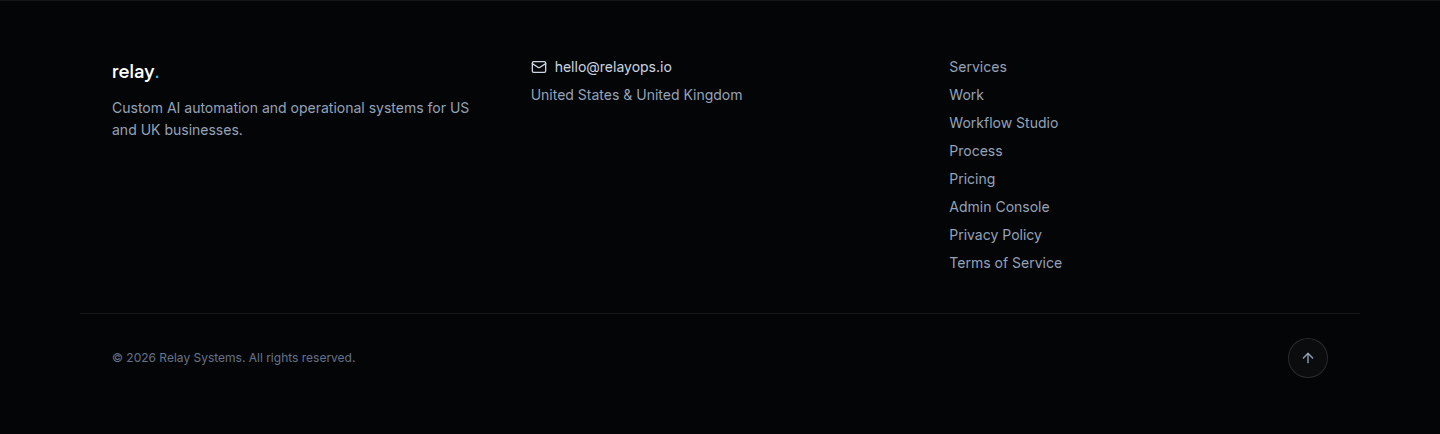 relay.
Custom AI automation and operational systems for US
and UK businesses.
hello@relayops.io
United States & United Kingdom
Services
Work
Workflow Studio
Process
Pricing
Admin Console
Privacy Policy
Terms of Service
© 2026 Relay Systems. All rights reserved.